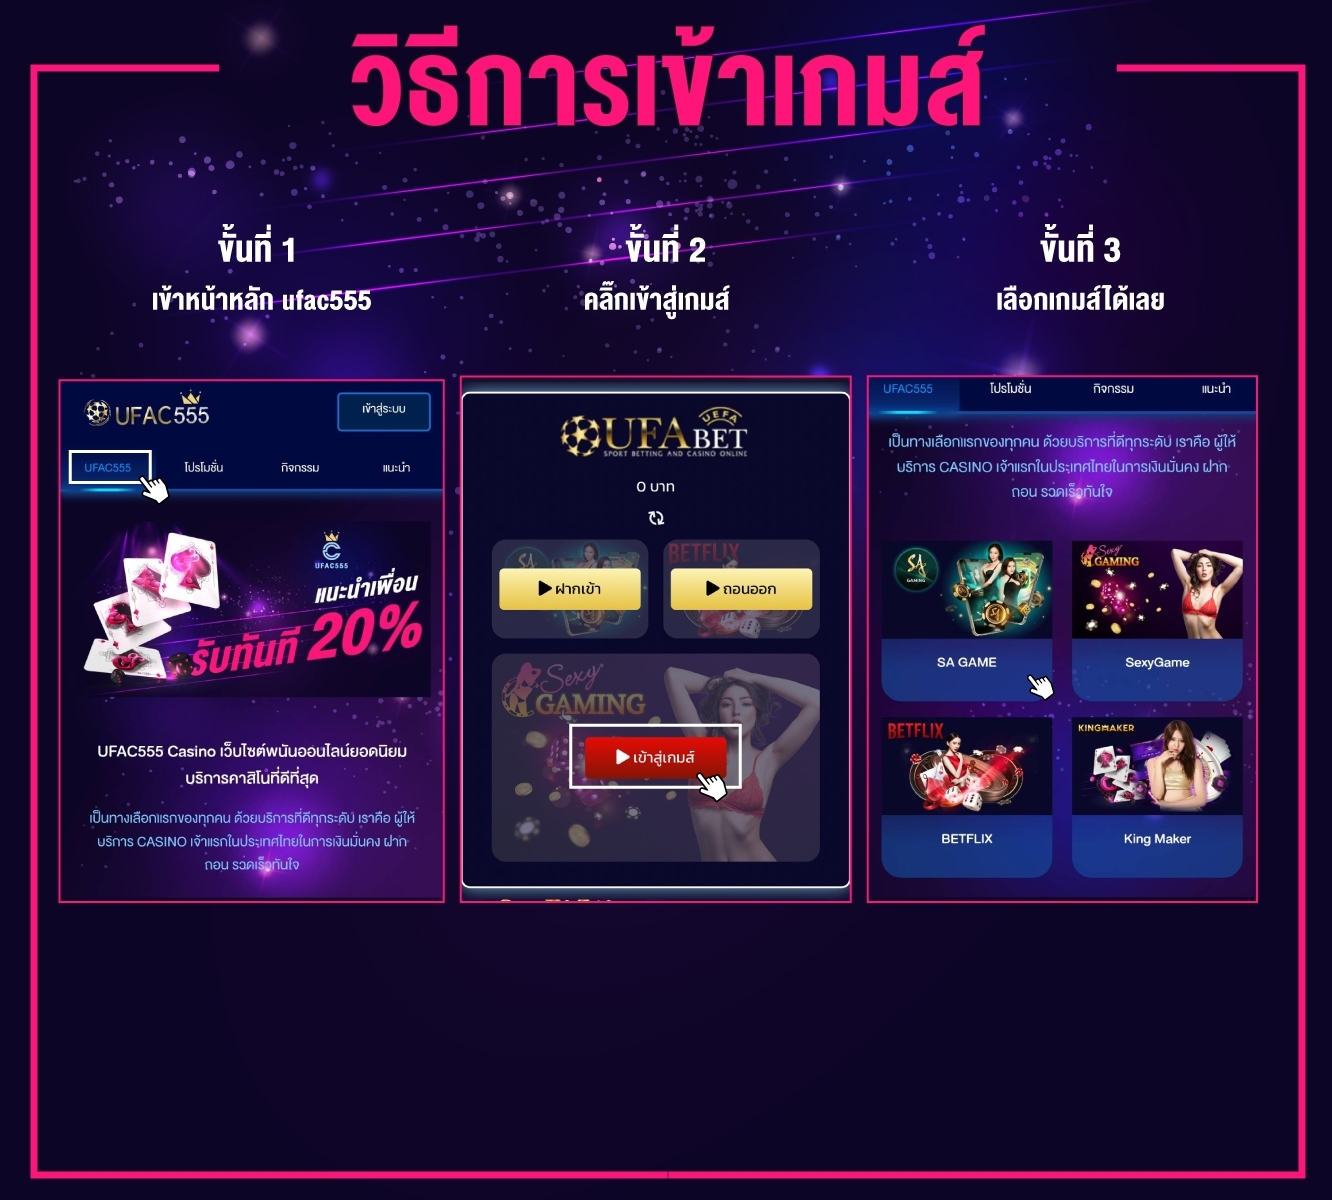 วิธีการเข้าเกมส์
ขั้นที่ 1
เข้าหน้าหลัก ufac555
ขั้นที่ 2
คลิ๊กเข้าสู่เกมส์
ขั้นที่ 3
เลือกเกมส์ได้เลย
UFAC555
เข้าสู่ระบบ
UFAC555 โปรโมชั่น กิจกรรม แนะนำ
UFAC555
แนะนำเพื่อน
รับทันที 20%
UFAC555 Casino เว็บไซต์พนันออนไลน์ยอดนิยม
บริการคาสิโนที่ดีที่สุด
เป็นทางเลือกแรกของทุกคน ด้วยบริการที่ดีทุกระดับ เราคือ ผู้ให้
บริการ CASINO เจ้าแรกในประเทศไทยในการเงินมั่นคง ฝาก
ถอน รวดเร็วทันใจ
UEFA
UFABET
SPORT BETTING AND CASINO ONLINE
0 บาท
BETFLIX
ฝากเข้า
ถอนออก
Sexy
GAMING
เข้าสู่เกมส์
UFAC555 โปรโมชั่น กิจกรรม แนะนำ
เป็นทางเลือกแรกของทุกคน ด้วยบริการที่ดีทุกระดับ เราคือ ผู้ให้
บริการ CASINO เจ้าแรกในประเทศไทยในการเงินมั่นคง ฝาก
ถอน รวดเร็วทันใจ
SA
GAMING
SA GAME
Sexy
GAMING
SexyGame
BETFLIX
BETFLIX
KINGMAKER
King Maker